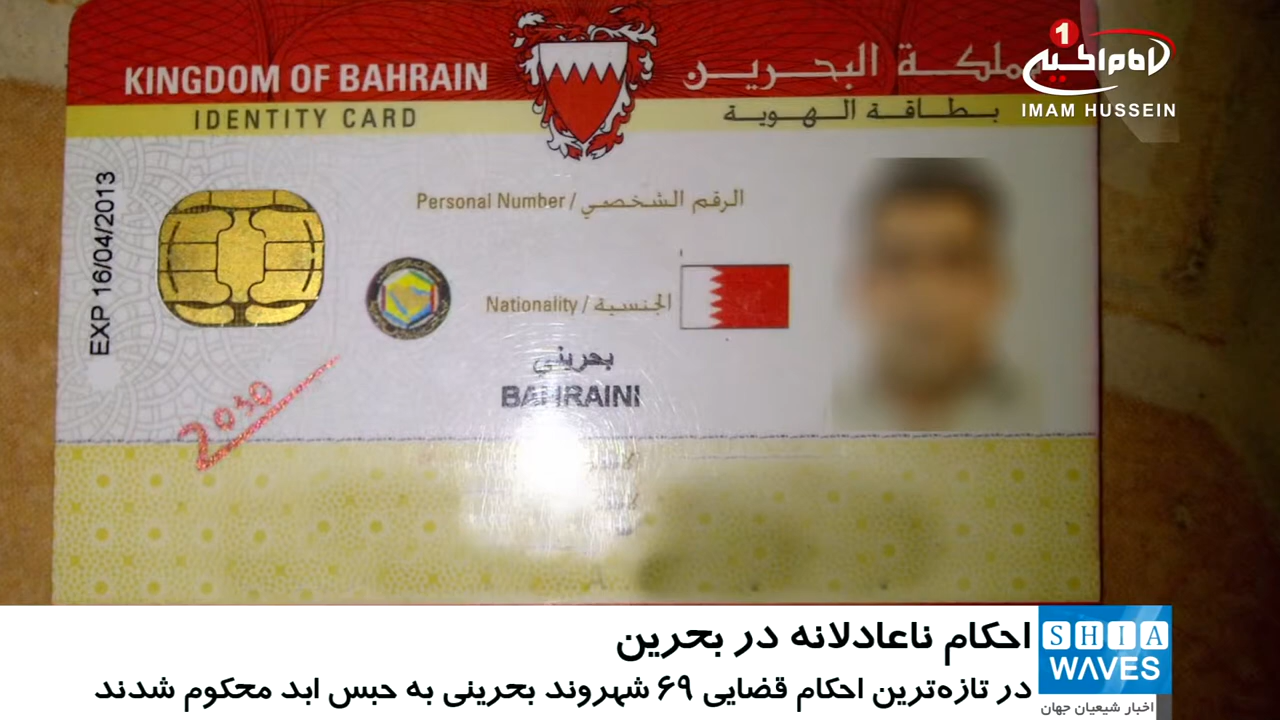 KINGDOM OF BAHRAIN
مملكة البحرين
IDENTITY CARD
بطاقة الهوية
1
امام حسین
IMAM HUSSEIN
EXP 16/04/2013
Personal Number / الرقم الشخصي
Nationality / الجنسية
بحريني
BAHRAINI
2030
احکام ناعادلانه در بحرین
در تازه‌ترین احکام قضایی ۶۹ شهروند بحرینی به حبس ابد محکوم شدند
SHIA
WAVES
اخبار شیعیان جهان